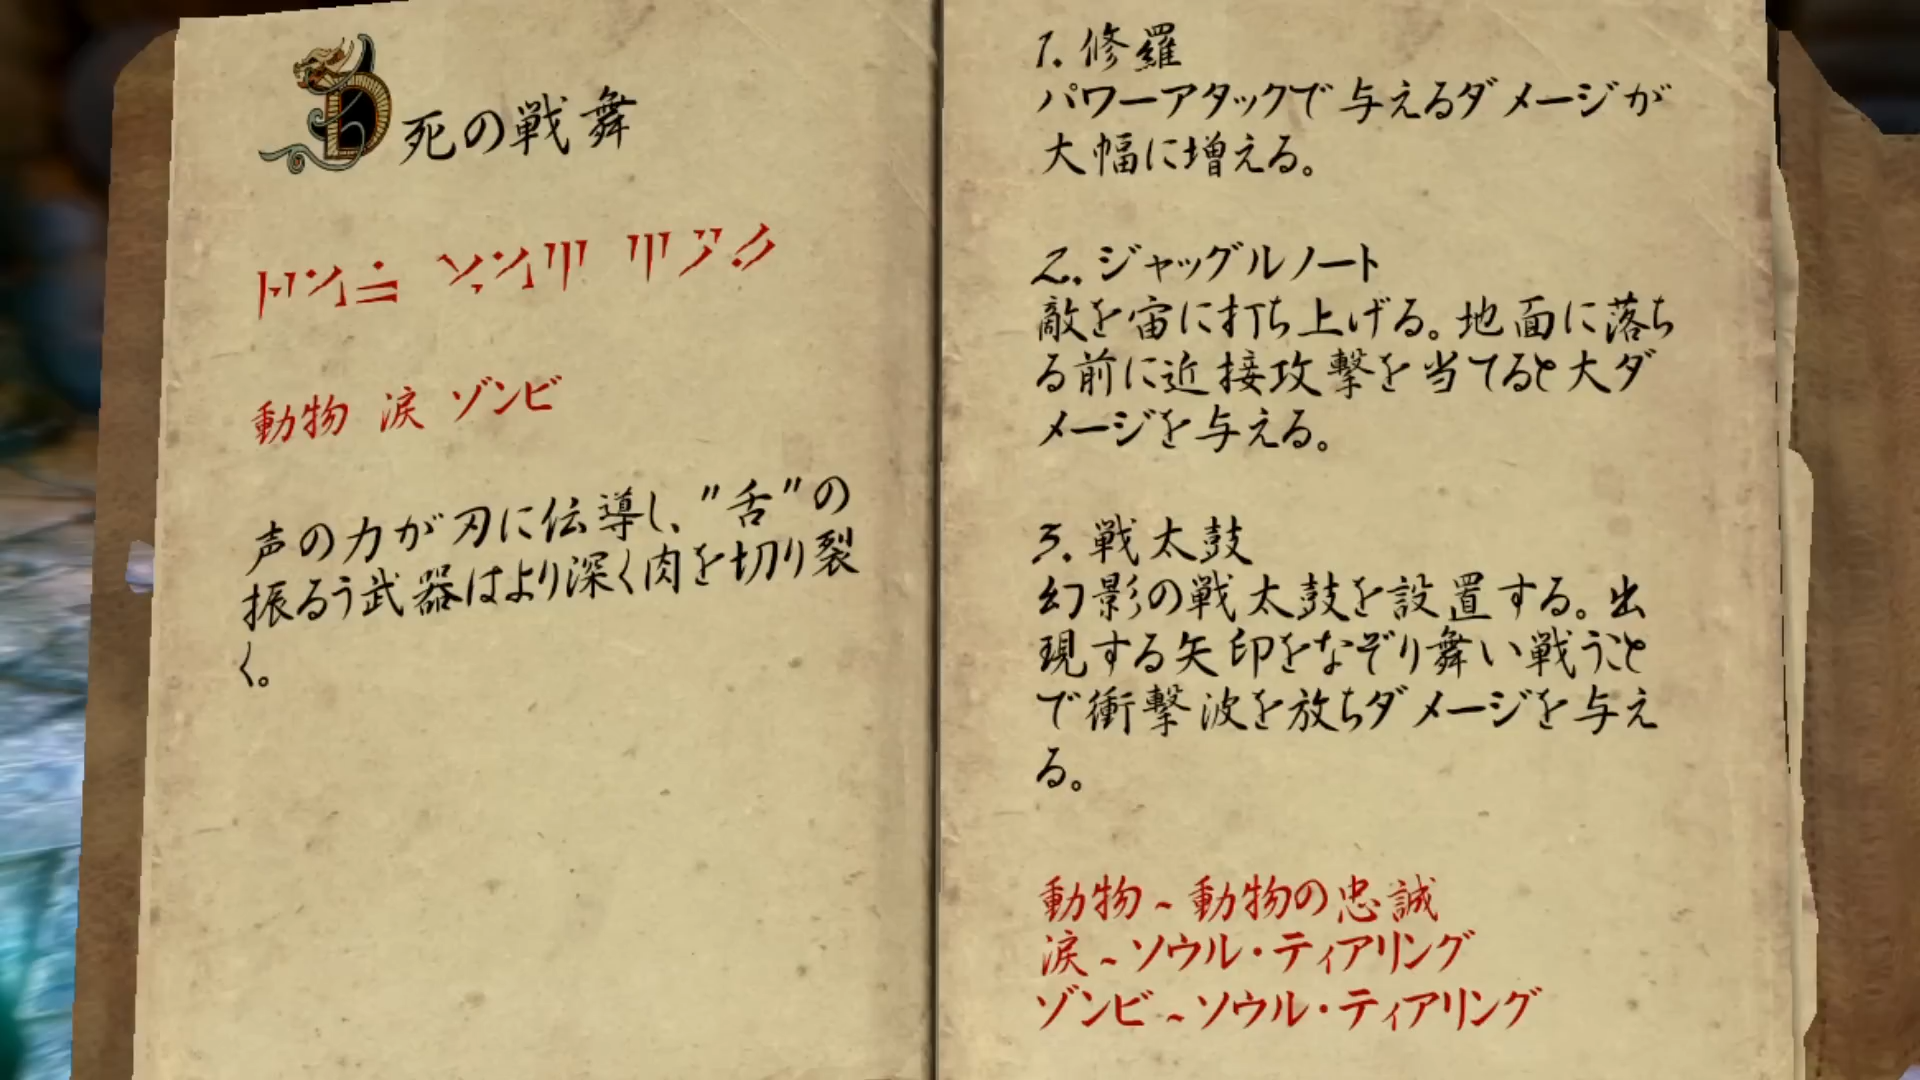 死の戦舞
動物 涙 ゾンビ
声の力が刃に伝導し、"舌"の
振るう武器はより深く肉を切り裂
く。
1. 修羅
パワーアタックで与えるダメージが
大幅に増える。
2. ジャッグルノート
敵を宙に打ち上げる。地面に落ち
る前に近接攻撃を当てると大ダ
メージを与える。
3. 戦太鼓
幻影の戦太鼓を設置する。出
現する矢印をなぞり舞い戦うこと
で衝撃波を放ちダメージを与え
る。
動物 ~ 動物の忠誠
涙 ~ ソウル・ティアリング
ゾンビ ~ ソウル・ティアリング